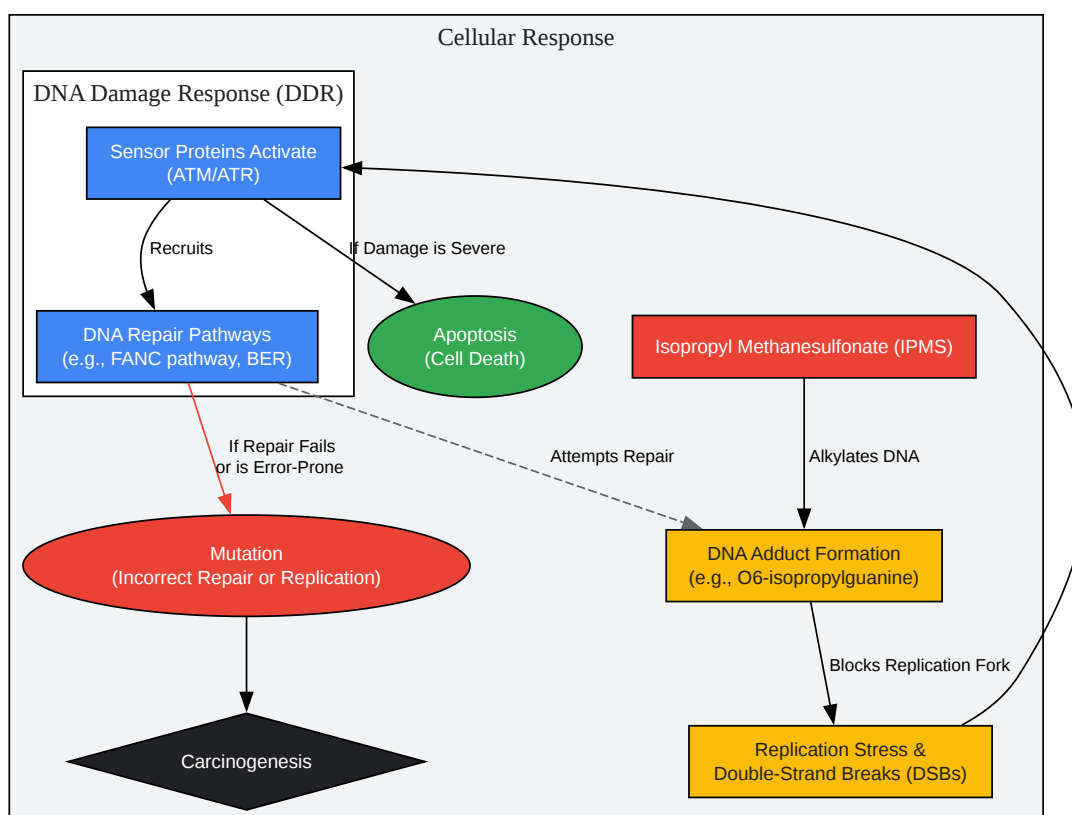 Cellular Response
DNA Damage Response (DDR)
Sensor Proteins Activate
(ATM/ATR)
Recruits
If Damage is Severe
DNA Repair Pathways
(e.g., FANC pathway, BER)
Apoptosis
(Cell Death)
Isopropyl Methanesulfonate (IPMS)
If Repair Fails
or is Error-Prone
Attempts Repair
Alkylates DNA
Mutation
(Incorrect Repair or Replication)
DNA Adduct Formation
(e.g., O6-isopropylguanine)
Blocks Replication Fork
Carcinogenesis
Replication Stress &
Double-Strand Breaks (DSBs)